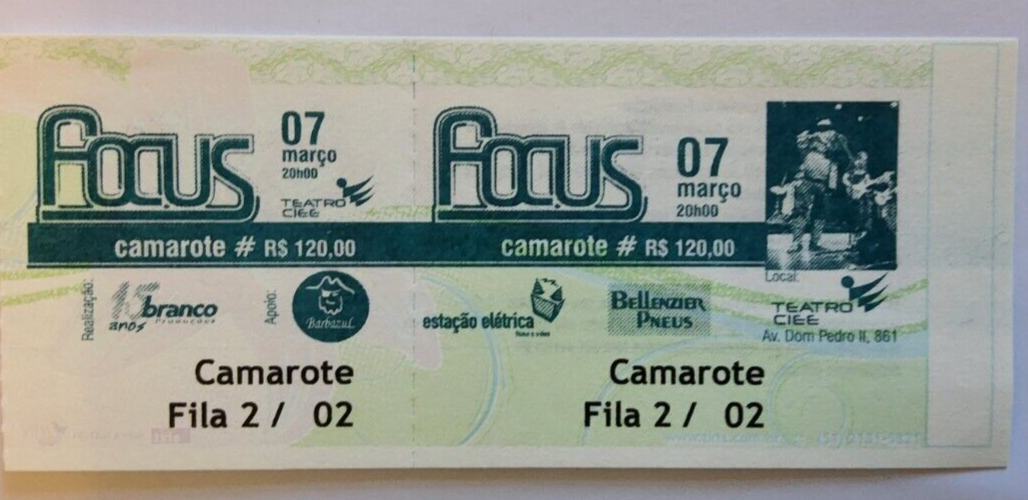 Focus
07
março
20h00
TEATRO
CIEE
camarote # R$ 120,00
Realização:
15 anos
branco
PRODUÇÕES
Apoio:
Barbazul
Camarote
Fila 2 / 02
Focus
07
março
20h00
camarote # R$ 120,00
estação elétrica
BELLENZIER
PNEUS
Local:
TEATRO
CIEE
Av. Dom Pedro II, 861
Camarote
Fila 2 / 02